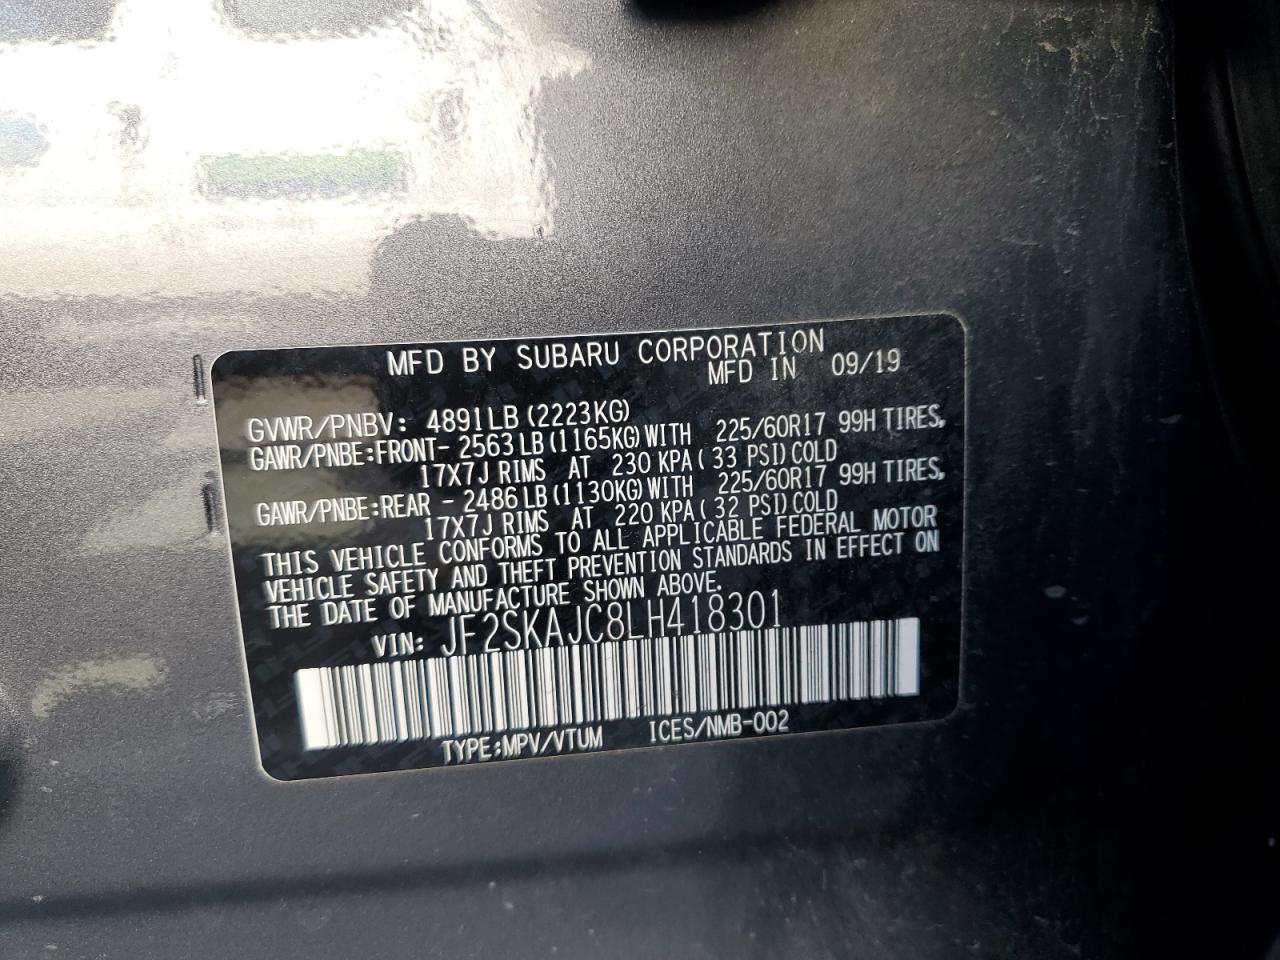 MFD BY SUBARU CORPORATION
MFD IN 09/19
GVWR/PNBV: 4891LB (2223KG)
GAWR/PNBE:FRONT- 2563LB (1165KG) WITH 225/60R17 99H TIRES,
17X7J RIMS AT 230 KPA ( 33 PSI) COLD
GAWR/PNBE:REAR - 2486LB (1130KG) WITH 225/60R17 99H TIRES,
17X7J RIMS AT 220 KPA ( 32 PSI) COLD
THIS VEHICLE CONFORMS TO ALL APPLICABLE FEDERAL MOTOR
VEHICLE SAFETY AND THEFT PREVENTION STANDARDS IN EFFECT ON
THE DATE OF MANUFACTURE SHOWN ABOVE.
VIN: JF2SKAJC8LH418301
TYPE:MPV/VTUM ICES/NMB-002